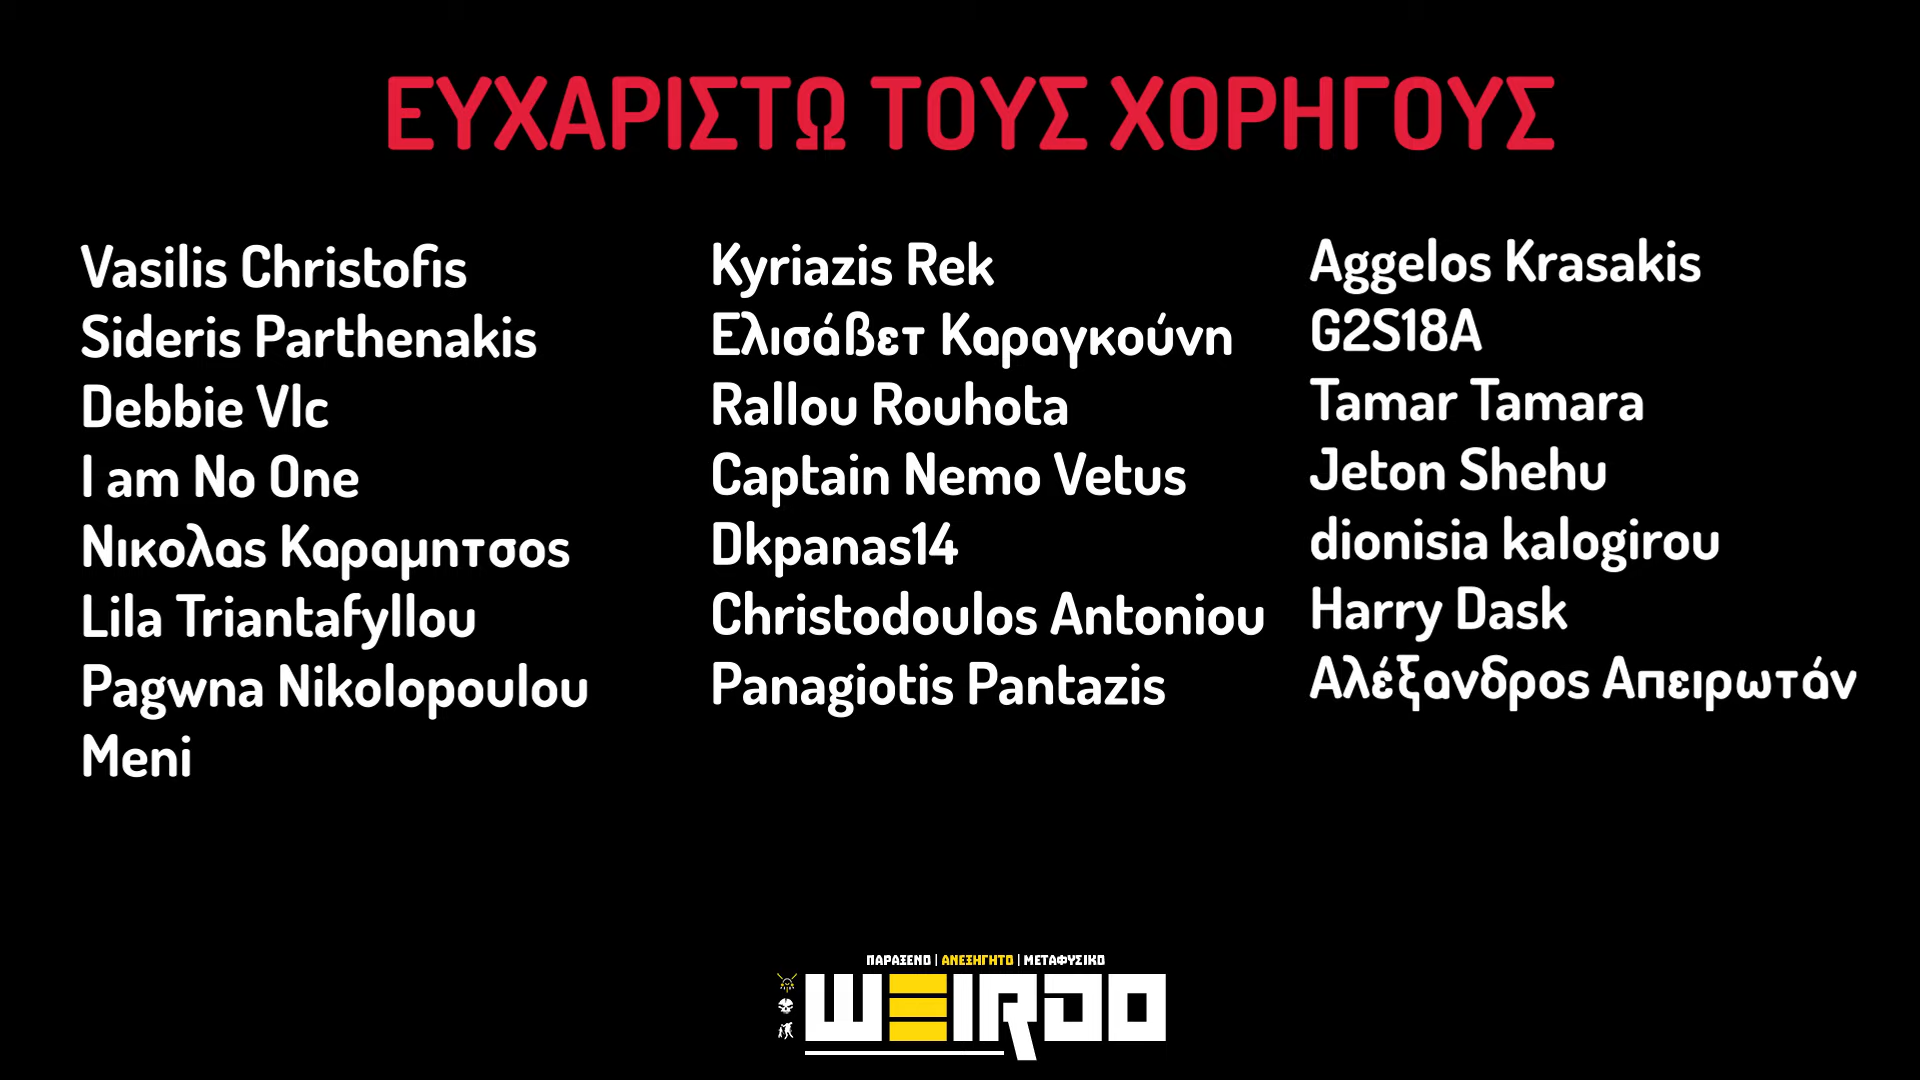 ΕΥΧΑΡΙΣΤΩ ΤΟΥΣ ΧΟΡΗΓΟΥΣ
Vasilis Christofis
Sideris Parthenakis
Debbie Vlc
I am No One
Νικολας Καραμητσος
Lila Triantafyllou
Pagwna Nikolopoulou
Meni
Kyriazis Rek
Ελισάβετ Καραγκούνη
Rallou Rouhota
Captain Nemo Vetus
Dkpanas14
Christodoulos Antoniou
Panagiotis Pantazis
Aggelos Krasakis
G2S18A
Tamar Tamara
Jeton Shehu
dionisia kalogirou
Harry Dask
Αλέξανδρος Απειρωτάν
ΠΑΡΑΞΕΝΟ | ΑΝΕΞΗΓΗΤΟ | ΜΕΤΑΦΥΣΙΚΟ
WEIRDO